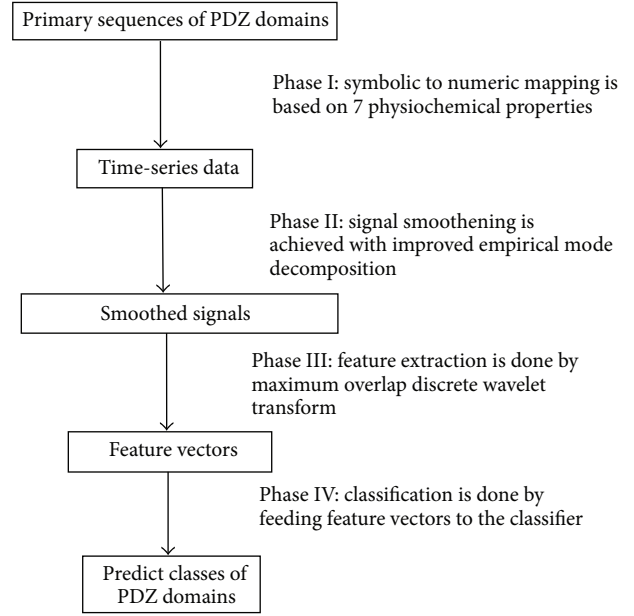 Primary sequences of PDZ domains
Phase I: symbolic to numeric mapping is
based on 7 physiochemical properties
Time-series data
Phase II: signal smoothening is
achieved with improved empirical mode
decomposition
Smoothed signals
Phase III: feature extraction is done by
maximum overlap discrete wavelet
transform
Feature vectors
Phase IV: classification is done by
feeding feature vectors to the classifier
Predict classes of
PDZ domains